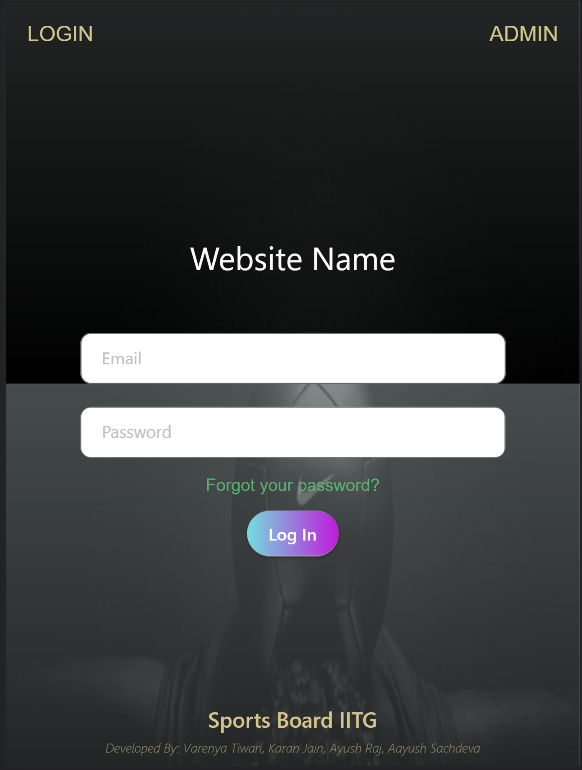 LOGIN ADMIN
Website Name
Email
Password
Forgot your password?
Log In
Sports Board IITG
Developed By: Varenya Tiwari, Karan Jain, Ayush Raj, Aayush Sachdeva